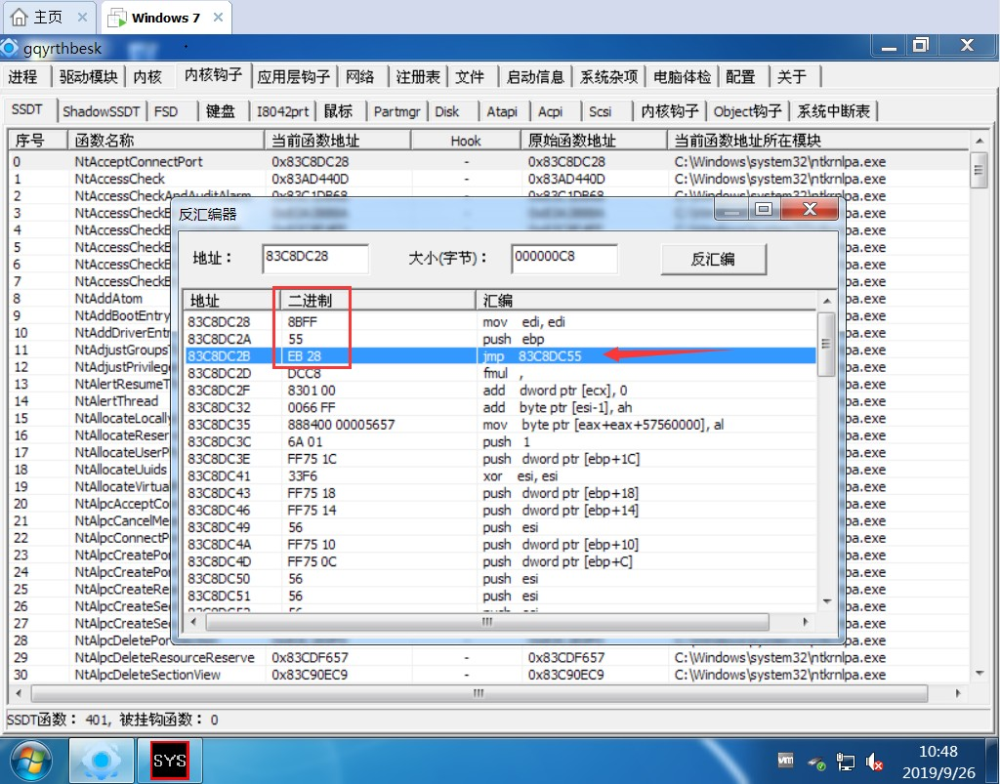 主页
Windows 7
gqyrthbesk
进程 驱动模块 内核 内核钩子 应用层钩子 网络 注册表 文件 启动信息 系统杂项 电脑体检 配置 关于
SSDT ShadowSSDT FSD 键盘 I8042prt 鼠标 Partmgr Disk Atapi Acpi Scsi 内核钩子 Object钩子 系统中断表
序号 函数名称 当前函数地址 Hook 原始函数地址 当前函数地址所在模块
0 NtAcceptConnectPort 0x83C8DC28 - 0x83C8DC28 C:\Windows\system32\ntkrnlpa.exe
1 NtAccessCheck 0x83AD440D - 0x83AD440D C:\Windows\system32\ntkrnlpa.exe
2 NtAccessCheckAndAuditAlarm 0x83C1DB68 - 0x83C1DB68 C:\Windows\system32\ntkrnlpa.exe
3 NtAccessCheckB
4 NtAccessCheckB
5 NtAccessCheckB pa.exe
6 NtAccessCheckB pa.exe
7 NtAccessCheckB pa.exe
8 NtAddAtom pa.exe
9 NtAddBootEntry pa.exe
10 NtAddDriverEntr pa.exe
11 NtAdjustGroupsT pa.exe
12 NtAdjustPrivilege pa.exe
13 NtAlertResumeT pa.exe
14 NtAlertThread pa.exe
15 NtAllocateLocally pa.exe
16 NtAllocateReser pa.exe
17 NtAllocateUserP pa.exe
18 NtAllocateUuids pa.exe
19 NtAllocateVirtua pa.exe
20 NtAlpcAcceptCo pa.exe
21 NtAlpcCancelMe pa.exe
22 NtAlpcConnectP pa.exe
23 NtAlpcCreatePo pa.exe
24 NtAlpcCreatePo pa.exe
25 NtAlpcCreateRe pa.exe
26 NtAlpcCreateSec pa.exe
27 NtAlpcCreateSec pa.exe
28 NtAlpcDeletePor pa.exe
29 NtAlpcDeleteResourceReserve 0x83CDF657 - 0x83CDF657 C:\Windows\system32\ntkrnlpa.exe
30 NtAlpcDeleteSectionView 0x83C90EC9 - 0x83C90EC9 C:\Windows\system32\ntkrnlpa.exe
反汇编器
地址： 83C8DC28 大小(字节)： 000000C8 反汇编
地址 二进制 汇编
83C8DC28 8BFF mov edi, edi
83C8DC2A 55 push ebp
83C8DC2B EB 28 jmp 83C8DC55
83C8DC2D DCC8 fmul ,
83C8DC2F 8301 00 add dword ptr [ecx], 0
83C8DC32 0066 FF add byte ptr [esi-1], ah
83C8DC35 888400 00005657 mov byte ptr [eax+eax+57560000], al
83C8DC3C 6A 01 push 1
83C8DC3E FF75 1C push dword ptr [ebp+1C]
83C8DC41 33F6 xor esi, esi
83C8DC43 FF75 18 push dword ptr [ebp+18]
83C8DC46 FF75 14 push dword ptr [ebp+14]
83C8DC49 56 push esi
83C8DC4A FF75 10 push dword ptr [ebp+10]
83C8DC4D FF75 0C push dword ptr [ebp+C]
83C8DC50 56 push esi
83C8DC51 56 push esi
83C8DC52 56 push esi
SSDT函数： 401, 被挂钩函数： 0
SYS
vm
10:48
2019/9/26